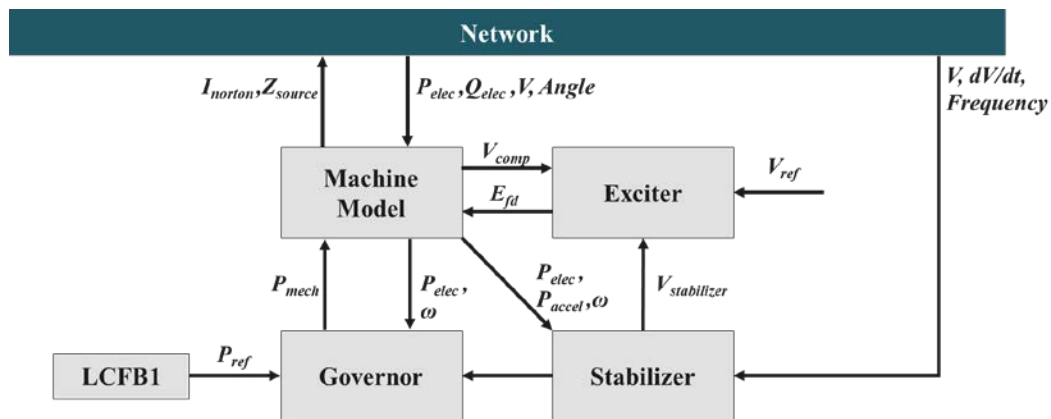 Network
I_norton, Z_source
P_elec, Q_elec, V, Angle
V, dV/dt,
Frequency
Machine
Model
V_comp
E_fd
Exciter
V_ref
P_mech
P_elec,
ω
P_elec,
P_accel, ω
V_stabilizer
LCFB1
P_ref
Governor
Stabilizer